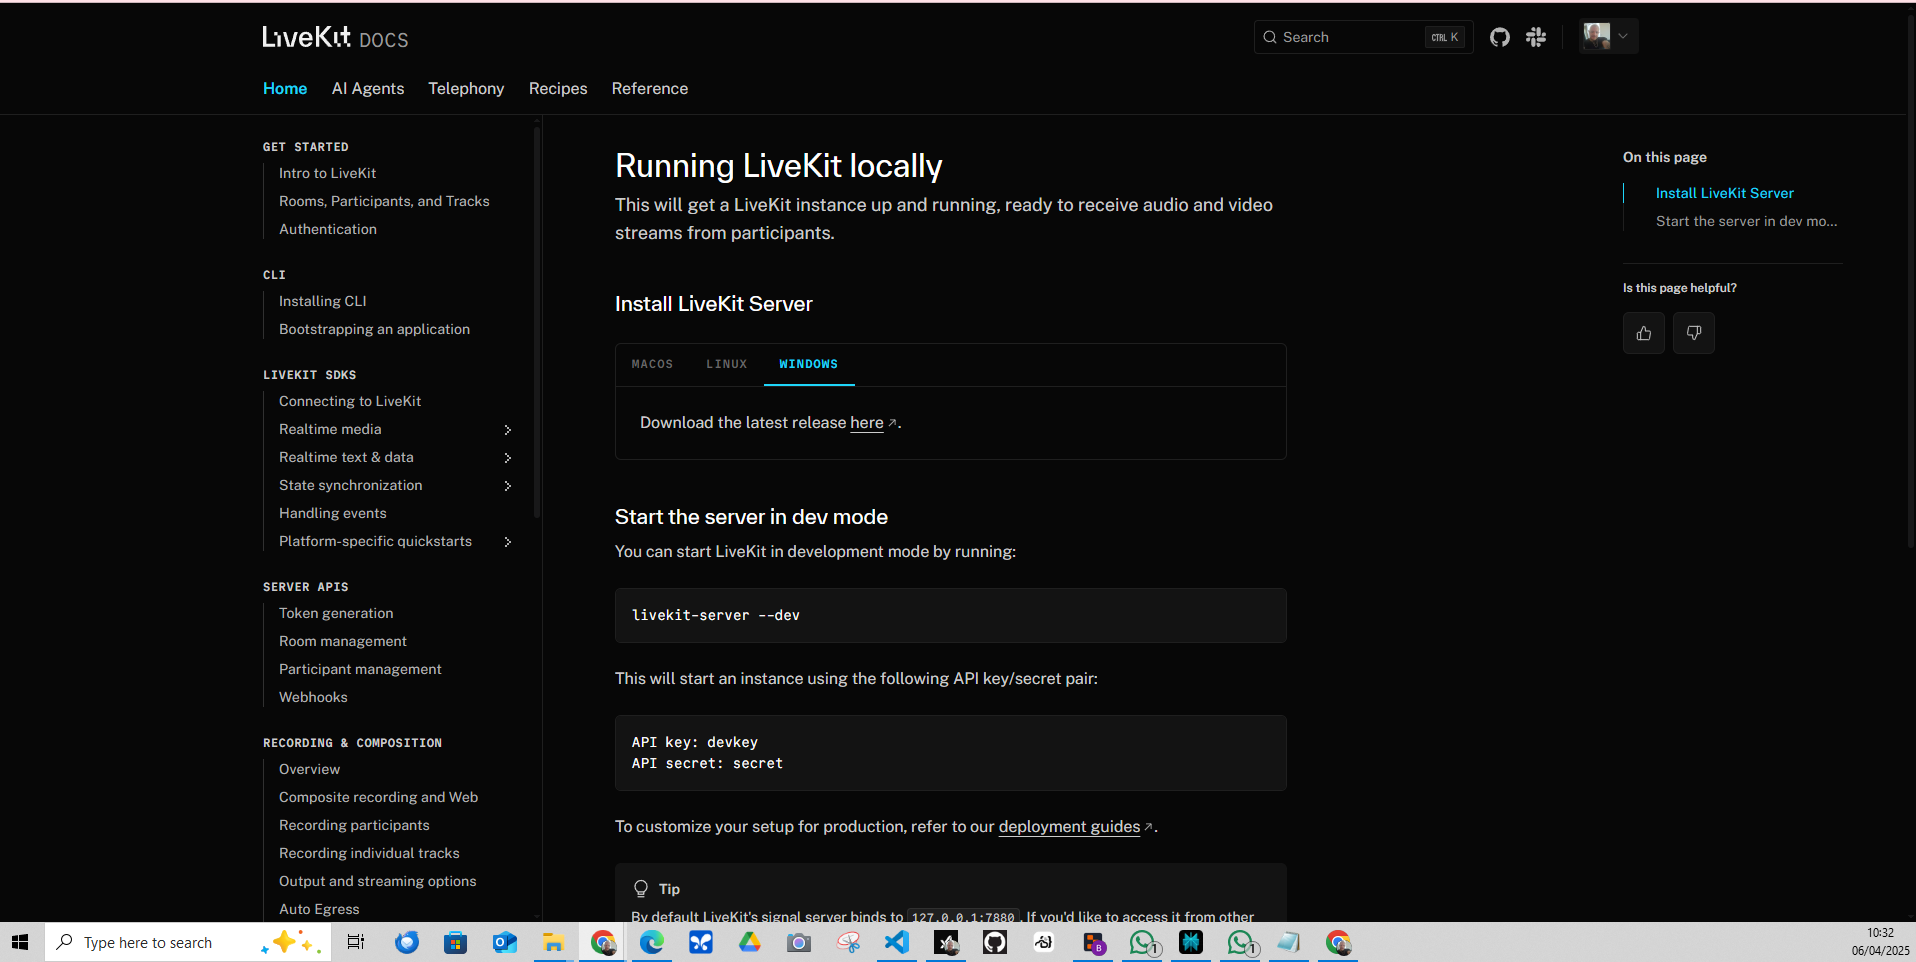 LiveKit DOCS
Search
CTRL K
Home AI Agents Telephony Recipes Reference
GET STARTED
Intro to LiveKit
Rooms, Participants, and Tracks
Authentication
CLI
Installing CLI
Bootstrapping an application
LIVEKIT SDKS
Connecting to LiveKit
Realtime media
Realtime text & data
State synchronization
Handling events
Platform-specific quickstarts
SERVER APIS
Token generation
Room management
Participant management
Webhooks
RECORDING & COMPOSITION
Overview
Composite recording and Web
Recording participants
Recording individual tracks
Output and streaming options
Auto Egress
Running LiveKit locally
This will get a LiveKit instance up and running, ready to receive audio and video
streams from participants.
Install LiveKit Server
MACOS LINUX WINDOWS
Download the latest release here ↗.
Start the server in dev mode
You can start LiveKit in development mode by running:
livekit-server --dev
This will start an instance using the following API key/secret pair:
API key: devkey
API secret: secret
To customize your setup for production, refer to our deployment guides ↗.
Tip
By default LiveKit's signal server binds to 127.0.0.1:7880. If you'd like to access it from other
On this page
Install LiveKit Server
Start the server in dev mo...
Is this page helpful?
Type here to search
10:32
06/04/2025